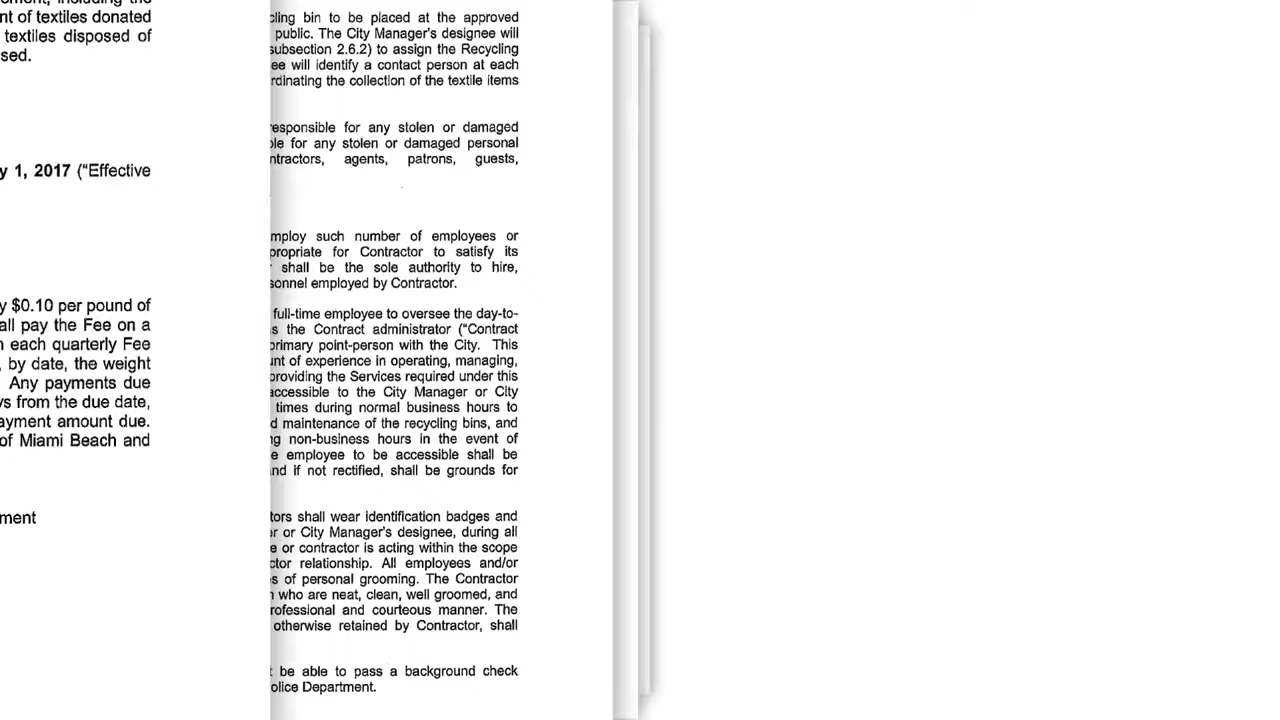 nt of textiles donated
textiles disposed of
sed.
y 1, 2017 ("Effective
y $0.10 per pound of
all pay the Fee on a
each quarterly Fee
, by date, the weight
Any payments due
ys from the due date,
ayment amount due.
of Miami Beach and
ment
ling bin to be placed at the approved
public. The City Manager's designee will
subsection 2.6.2) to assign the Recycling
ee will identify a contact person at each
rdinating the collection of the textile items
responsible for any stolen or damaged
le for any stolen or damaged personal
ntractors, agents, patrons, guests,
mploy such number of employees or
propriate for Contractor to satisfy its
shall be the sole authority to hire,
sonnel employed by Contractor.
full-time employee to oversee the day-to-
s the Contract administrator ("Contract
primary point-person with the City. This
nt of experience in operating, managing,
providing the Services required under this
accessible to the City Manager or City
times during normal business hours to
d maintenance of the recycling bins, and
ng non-business hours in the event of
e employee to be accessible shall be
nd if not rectified, shall be grounds for
tors shall wear identification badges and
er or City Manager's designee, during all
e or contractor is acting within the scope
ctor relationship. All employees and/or
s of personal grooming. The Contractor
who are neat, clean, well groomed, and
rofessional and courteous manner. The
otherwise retained by Contractor, shall
t be able to pass a background check
olice Department.